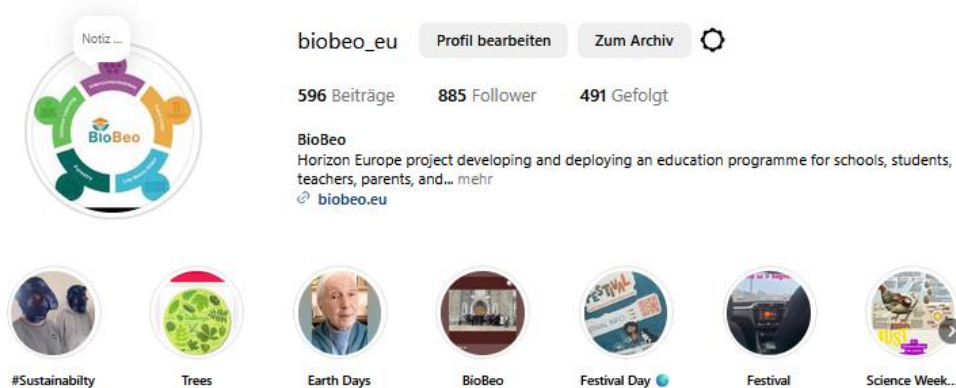 Notiz ...
biobeo_eu Profil bearbeiten Zum Archiv
596 Beiträge 885 Follower 491 Gefolgt
BioBeo
BioBeo
Horizon Europe project developing and deploying an education programme for schools, students,
teachers, parents, and... mehr
biobeo.eu
FESTIVAL
JUST
#Sustainabilty Trees Earth Days BioBeo Festival Day Festival Science Week...